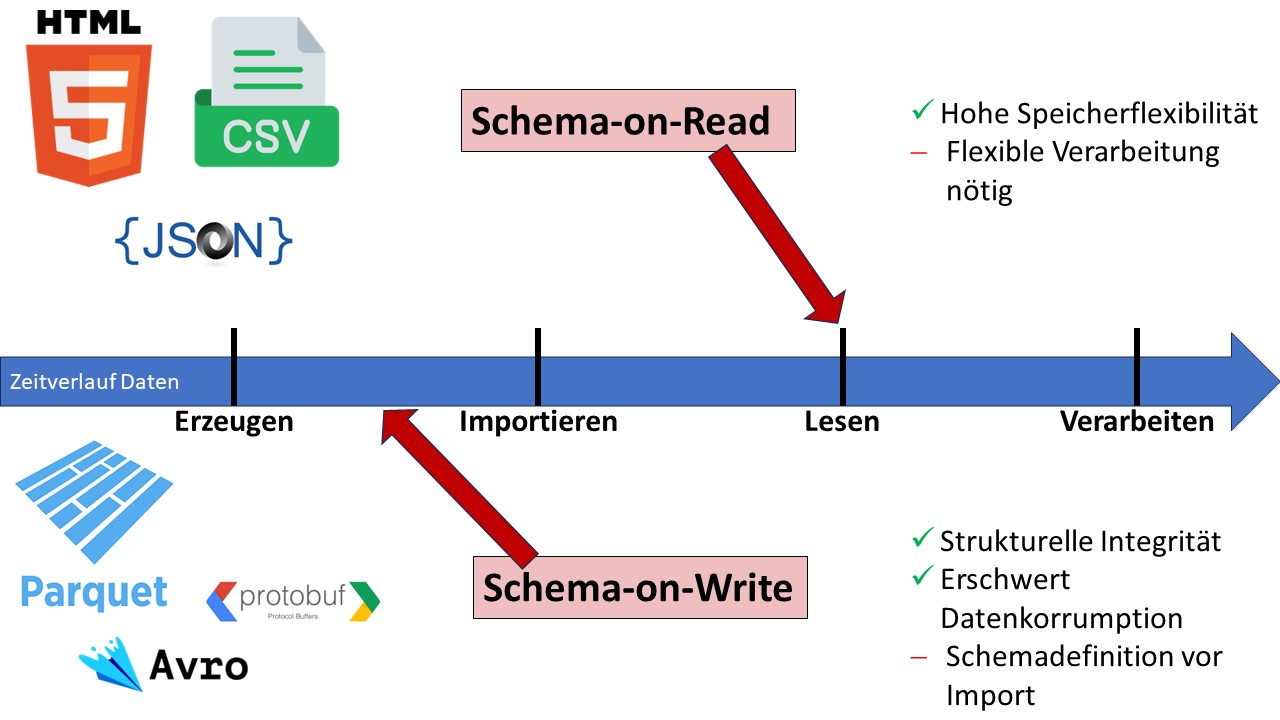 HTML
5
CSV
{JSON}
Schema-on-Read
✓ Hohe Speicherflexibilität
– Flexible Verarbeitung
nötig
Zeitverlauf Daten
Erzeugen
Importieren
Lesen
Verarbeiten
Parquet
protobuf
Protocol Buffers
Avro
Schema-on-Write
✓ Strukturelle Integrität
✓ Erschwert
Datenkorrumption
– Schemadefinition vor
Import